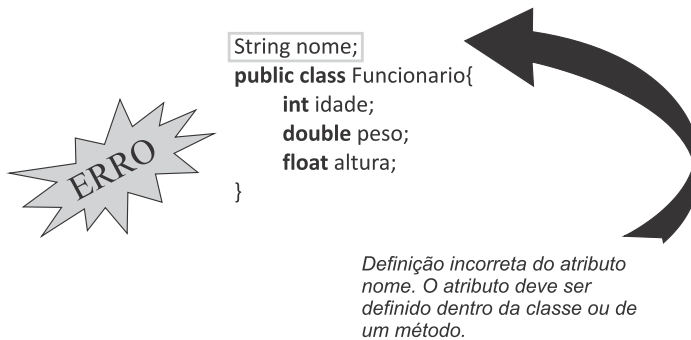 String nome;
public class Funcionario{
int idade;
double peso;
float altura;
}
ERRO
Definição incorreta do atributo
nome. O atributo deve ser
definido dentro da classe ou de
um método.